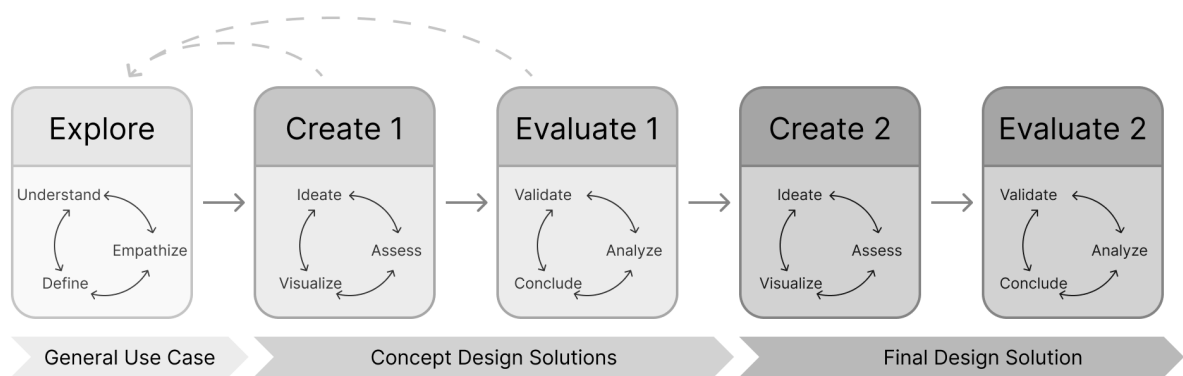 Explore
Understand
Empathize
Define
Create 1
Ideate
Assess
Visualize
Evaluate 1
Validate
Analyze
Conclude
Create 2
Ideate
Assess
Visualize
Evaluate 2
Validate
Analyze
Conclude
General Use Case
Concept Design Solutions
Final Design Solution